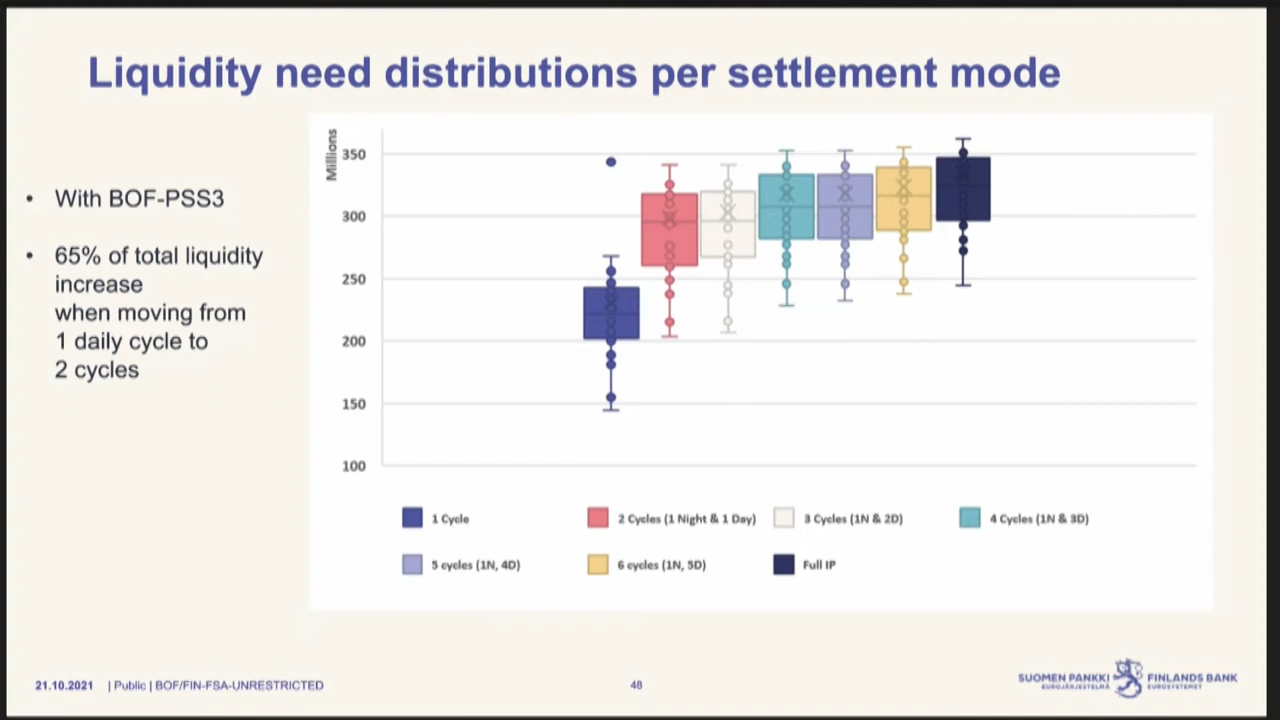 Liquidity need distributions per settlement mode
• With BOF-PSS3
• 65% of total liquidity
increase
when moving from
1 daily cycle to
2 cycles
Millions
350
300
250
200
150
100
1 Cycle
2 Cycles (1 Night & 1 Day)
3 Cycles (1N & 2D)
4 Cycles (1N & 3D)
5 cycles (1N, 4D)
6 cycles (1N, 5D)
Full IP
21.10.2021 | Public | BOF/FIN-FSA-UNRESTRICTED
48
SUOMEN PANKKI
EUROJÄRJESTELMÄ
FINLANDS BANK
EUROSYSTEMET